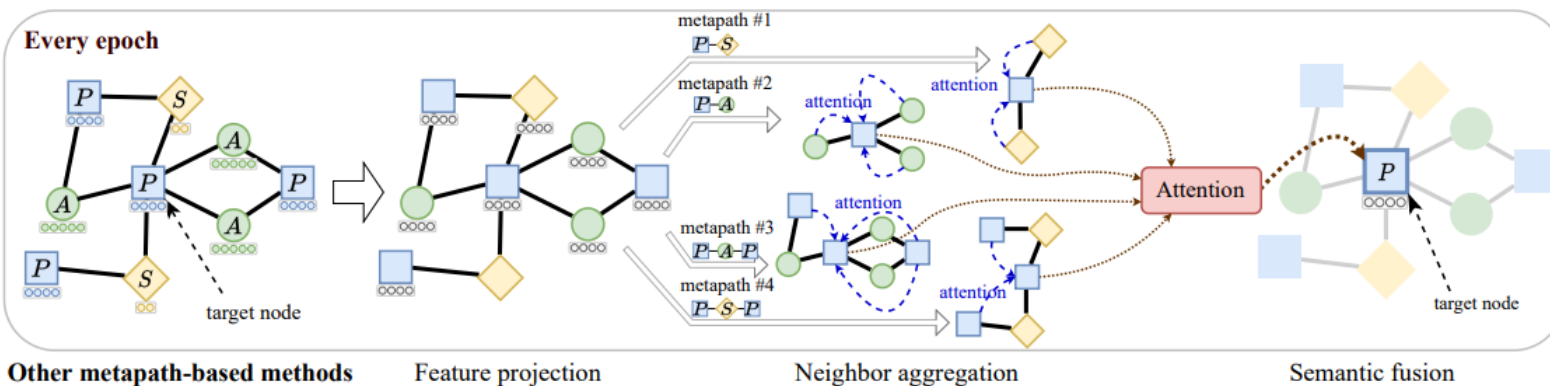 Every epoch
P
S
A
P
P
A
A
P
S
target node
metapath #1
P-S
metapath #2
P-A
metapath #3
P-A-P
metapath #4
P-S-P
attention
attention
attention
attention
Attention
P
target node
Other metapath-based methods
Feature projection
Neighbor aggregation
Semantic fusion